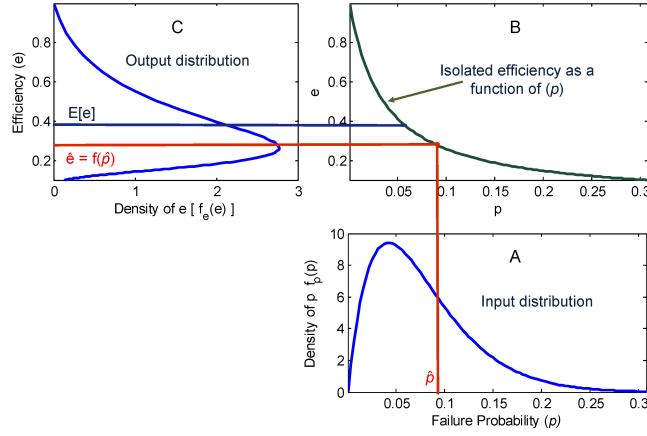 C
Output distribution
E[e]
ê = f(p̂)
Efficiency (e)
0.8
0.6
0.4
0.2
0
1
2
3
Density of e [ f_e(e) ]
B
Isolated efficiency as a
function of (p)
e
0.8
0.6
0.4
0.2
0.05
0.1
0.15
0.2
0.25
0.3
p
A
Input distribution
p̂
Density of p f_p(p)
10
8
6
4
2
0
0.05
0.1
0.15
0.2
0.25
0.3
Failure Probability (p)